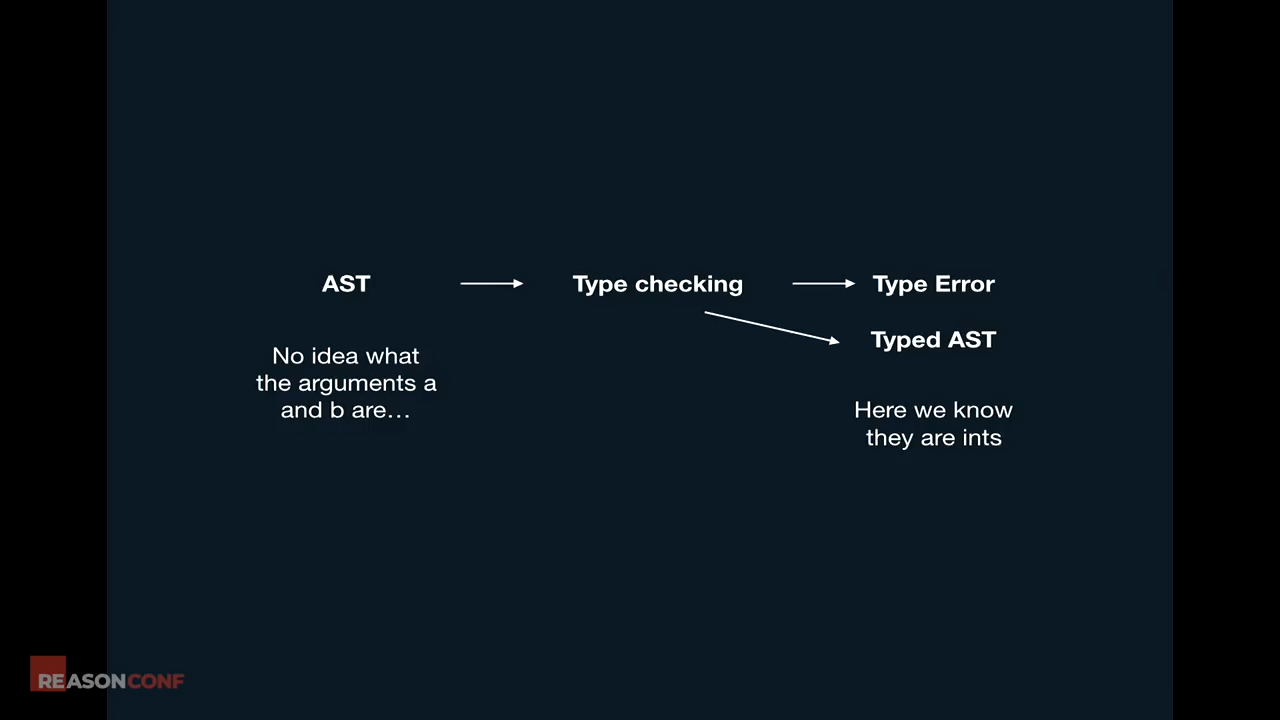 AST
Type checking
Type Error
Typed AST
No idea what
the arguments a
and b are…
Here we know
they are ints
REASONCONF